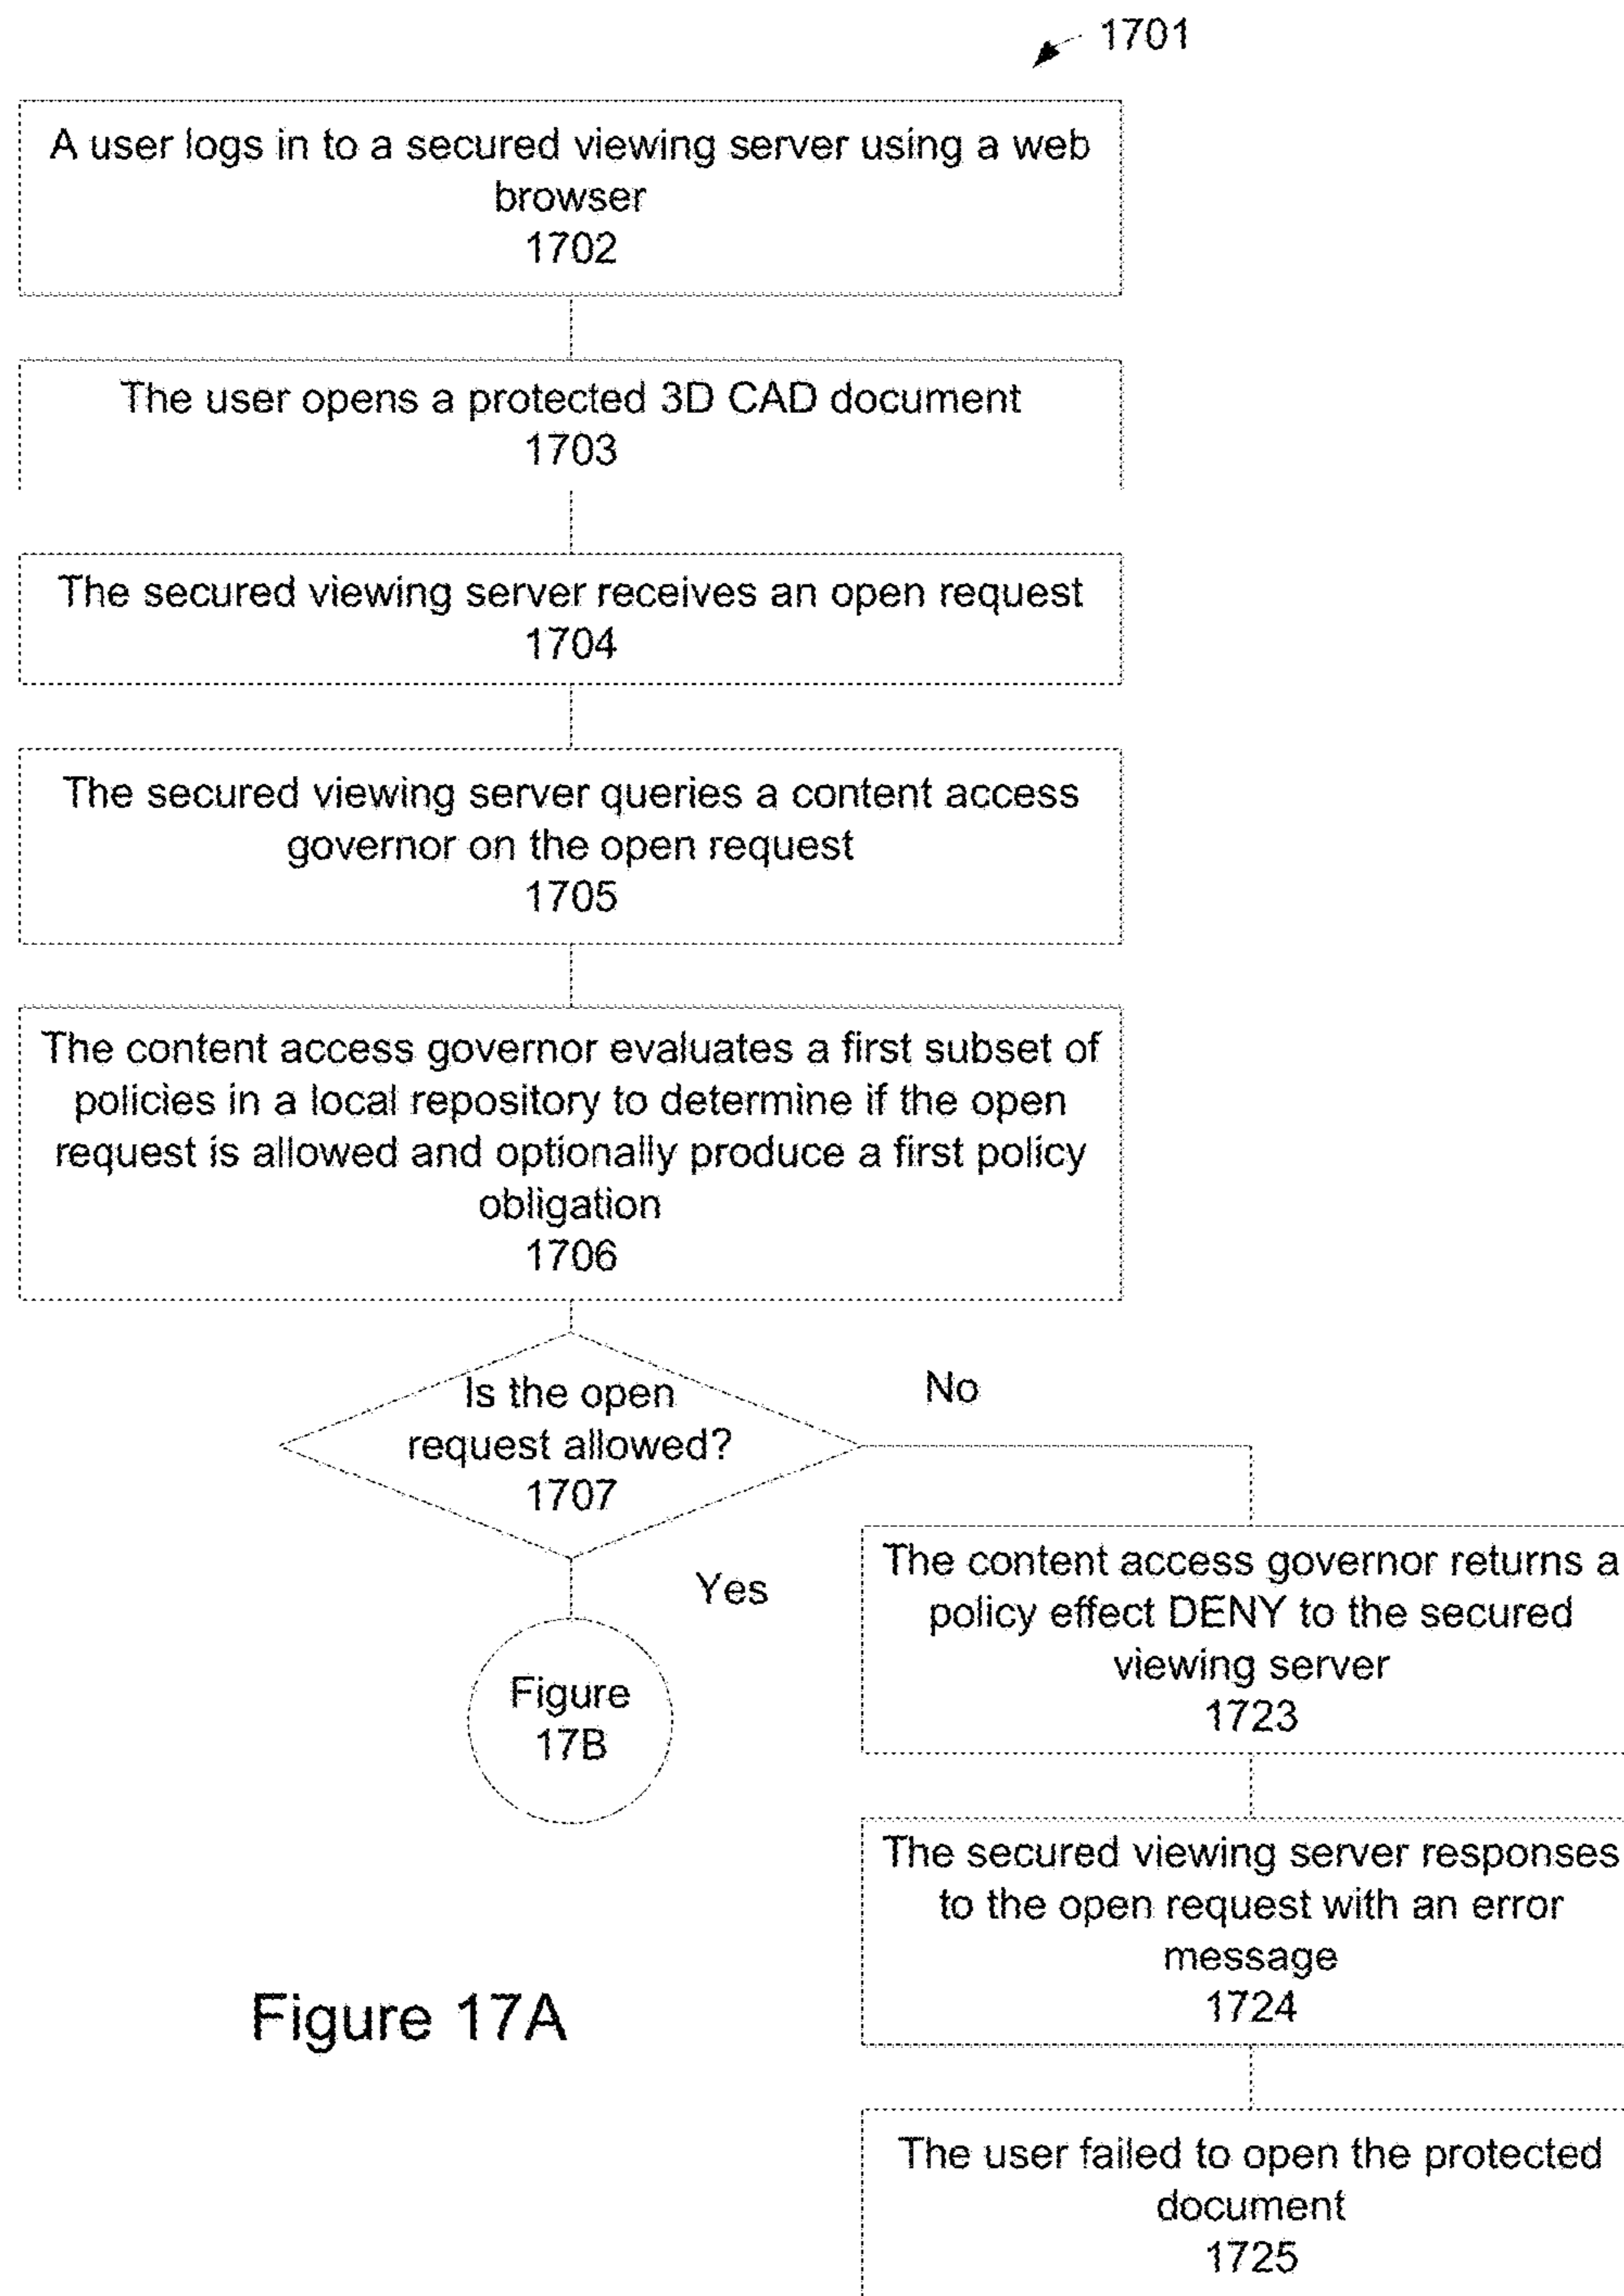 1701
A user logs in to a secured viewing server using a web
browser
1702
The user opens a protected 3D CAD document
1703
The secured viewing server receives an open request
1704
The secured viewing server queries a content access
governor on the open request
1705
The content access governor evaluates a first subset of
policies in a local repository to determine if the open
request is allowed and optionally produce a first policy
obligation
1706
Is the open
request allowed?
1707
No
Yes
Figure
17B
The content access governor returns a
policy effect DENY to the secured
viewing server
1723
The secured viewing server responses
to the open request with an error
message
1724
The user failed to open the protected
document
1725
Figure 17A